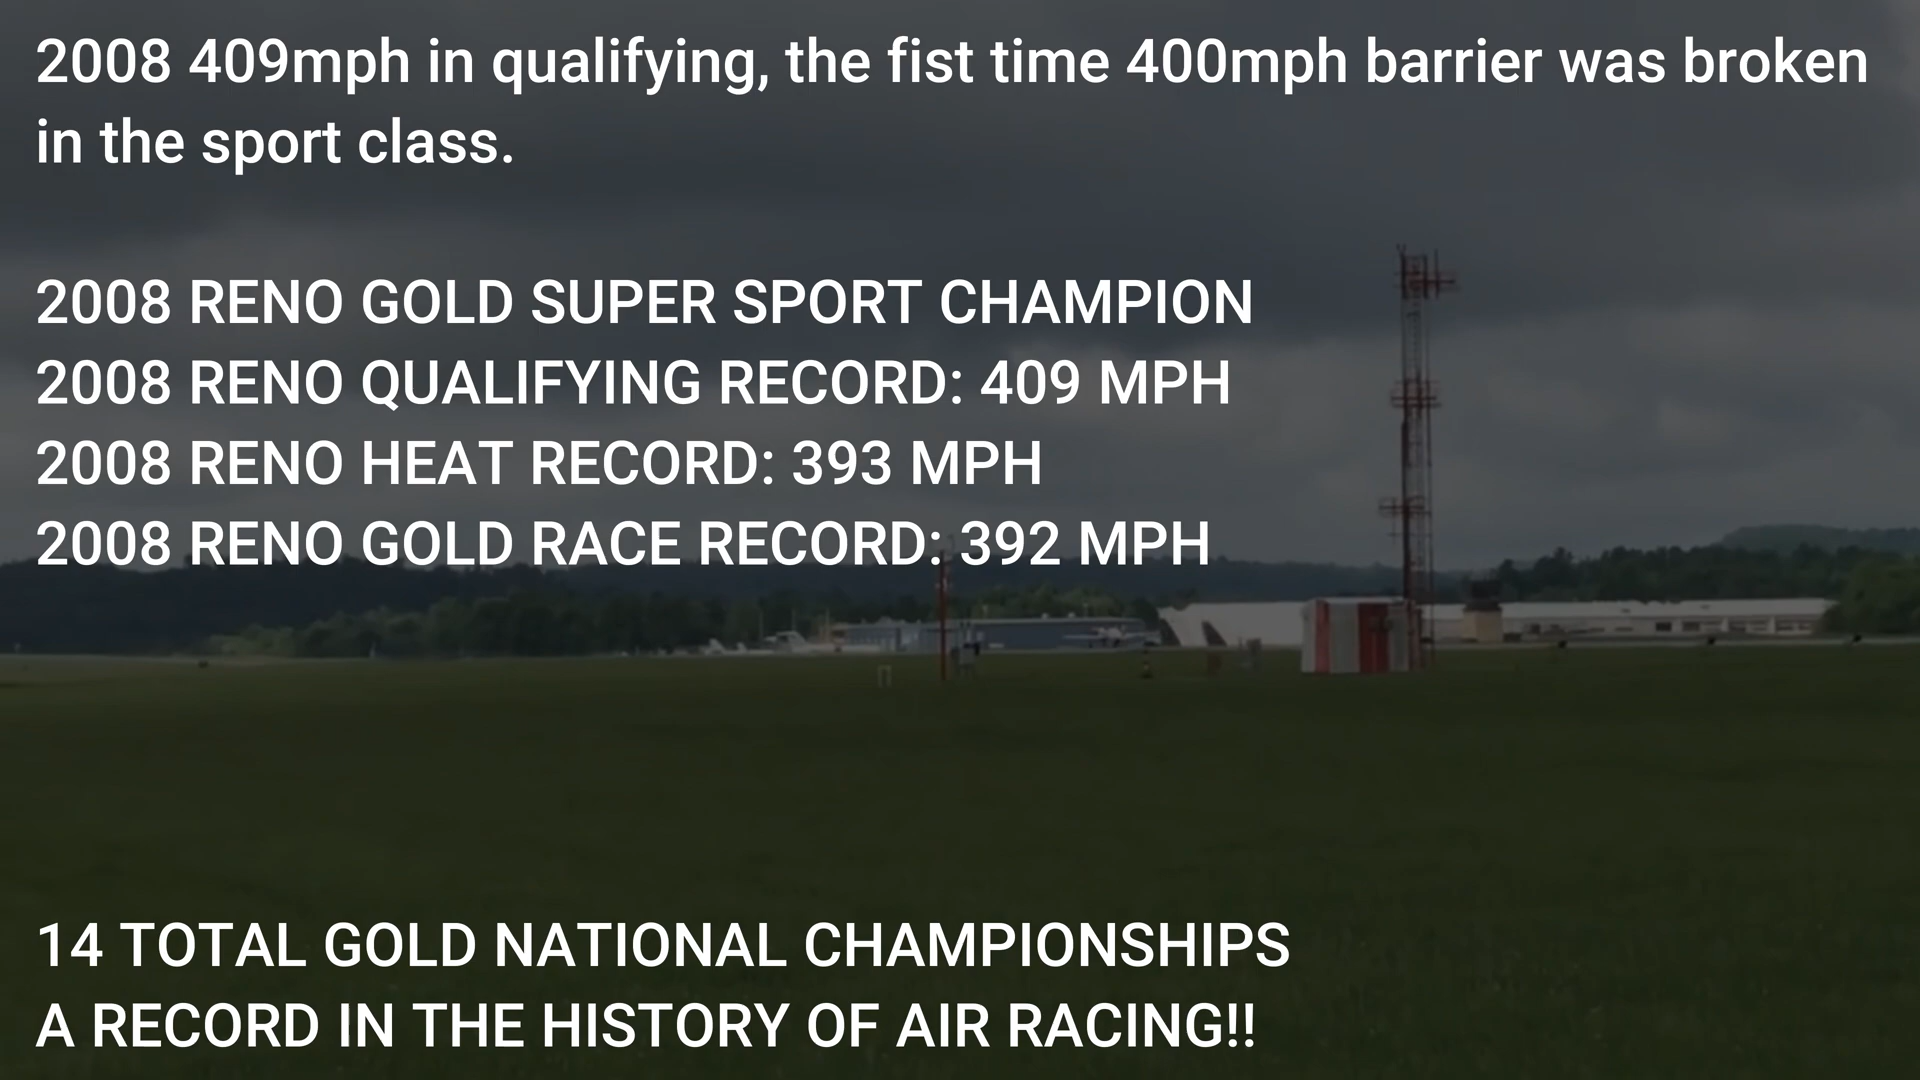 2008 409mph in qualifying, the fist time 400mph barrier was broken
in the sport class.
2008 RENO GOLD SUPER SPORT CHAMPION
2008 RENO QUALIFYING RECORD: 409 MPH
2008 RENO HEAT RECORD: 393 MPH
2008 RENO GOLD RACE RECORD: 392 MPH
14 TOTAL GOLD NATIONAL CHAMPIONSHIPS
A RECORD IN THE HISTORY OF AIR RACING!!